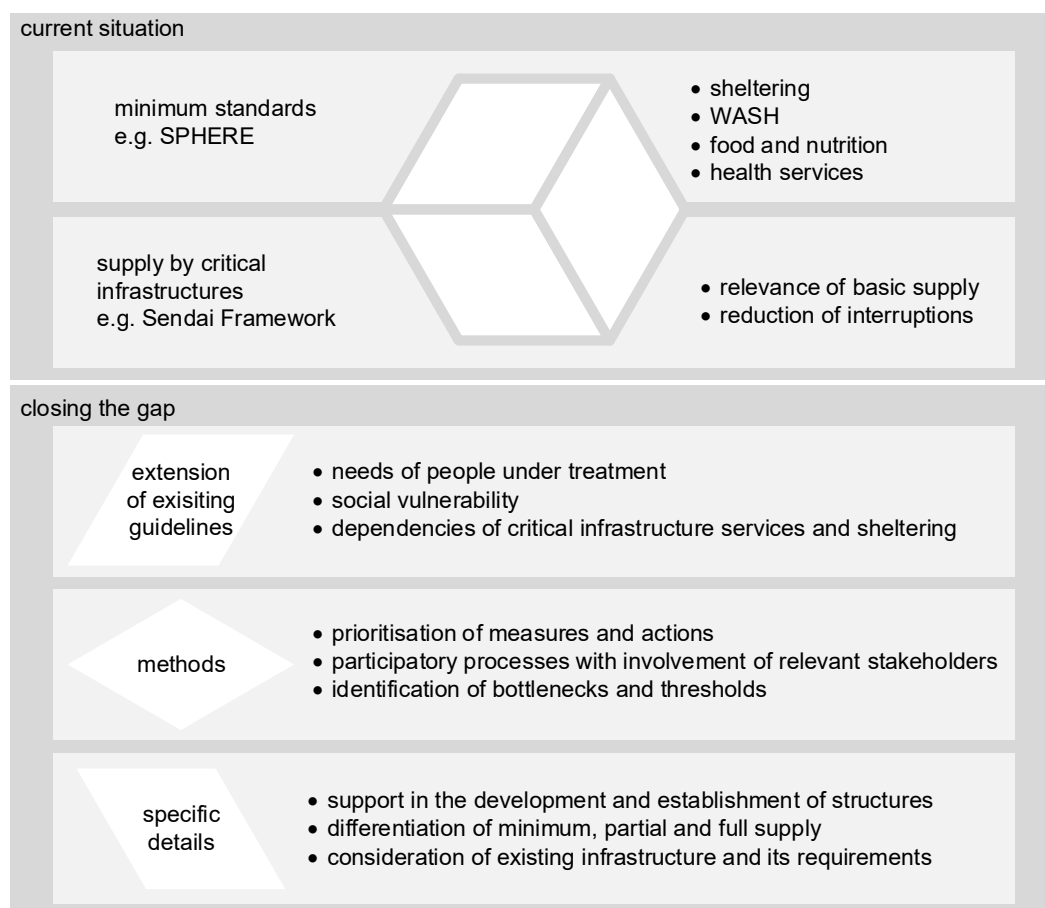 current situation
minimum standards
e.g. SPHERE
• sheltering
• WASH
• food and nutrition
• health services
supply by critical
infrastructures
e.g. Sendai Framework
• relevance of basic supply
• reduction of interruptions
closing the gap
extension
of exisiting
guidelines
• needs of people under treatment
• social vulnerability
• dependencies of critical infrastructure services and sheltering
methods
• prioritisation of measures and actions
• participatory processes with involvement of relevant stakeholders
• identification of bottlenecks and thresholds
specific
details
• support in the development and establishment of structures
• differentiation of minimum, partial and full supply
• consideration of existing infrastructure and its requirements